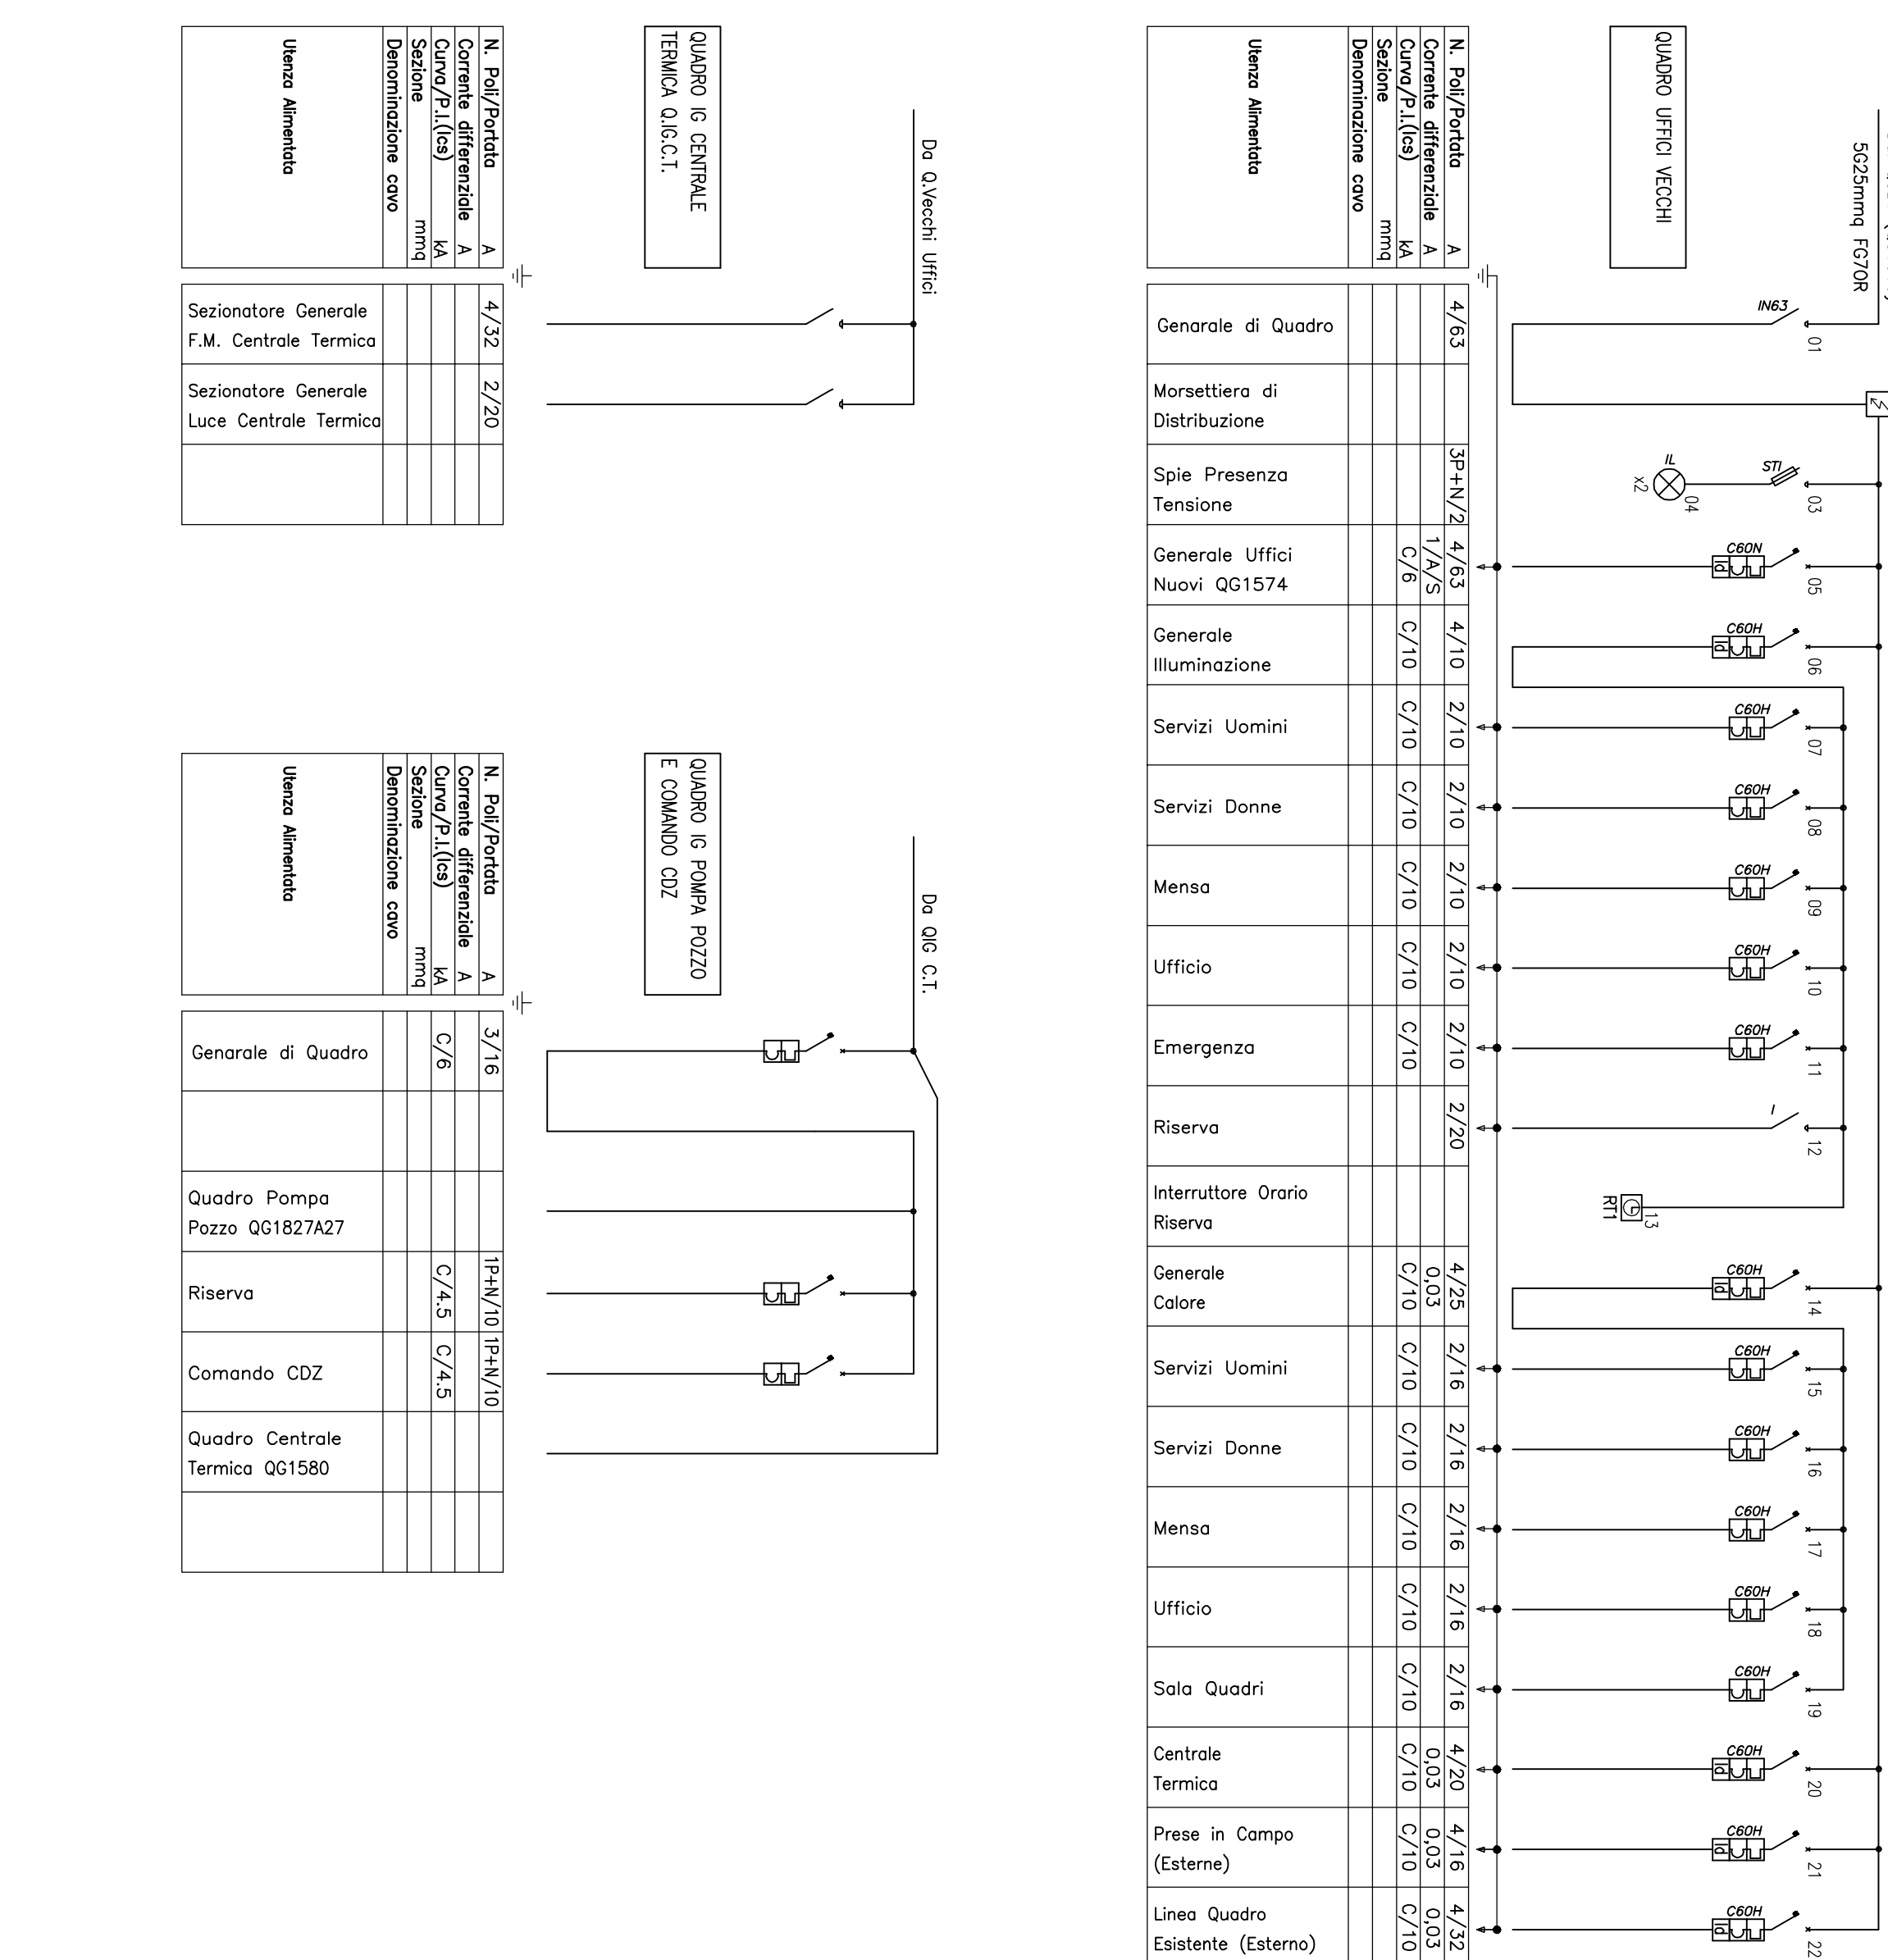 QUADRO UFFICI VECCHI
5G25mmq FG7OR
N. Poli/Portata A
Corrente differenziale A
Curva/P.I.(Ics) kA
Sezione mmq
Denominazione cavo
Utenza Alimentata
IN63
01
4/63
Genarale di Quadro
Morsettiera di
Distribuzione
STI
03
IL
04
x2
3P+N/2
Spie Presenza
Tensione
C60N
Id
05
4/63
1/A/S
C/6
Generale Uffici
Nuovi QG1574
C60H
Id
06
4/10
C/10
Generale
Illuminazione
C60H
07
2/10
C/10
Servizi Uomini
C60H
08
2/10
C/10
Servizi Donne
C60H
09
2/10
C/10
Mensa
C60H
10
2/10
C/10
Ufficio
C60H
11
2/10
C/10
Emergenza
I
12
2/20
Riserva
13
RT1
Interruttore Orario
Riserva
C60H
Id
14
4/25
0,03
C/10
Generale
Calore
C60H
15
2/16
C/10
Servizi Uomini
C60H
16
2/16
C/10
Servizi Donne
C60H
17
2/16
C/10
Mensa
C60H
18
2/16
C/10
Ufficio
C60H
19
2/16
C/10
Sala Quadri
C60H
Id
20
4/20
0,03
C/10
Centrale
Termica
C60H
Id
21
4/16
0,03
C/10
Prese in Campo
(Esterne)
C60H
Id
22
4/32
0,03
C/10
Linea Quadro
Esistente (Esterno)
Da Q.Vecchi Uffici
QUADRO IG CENTRALE
TERMICA Q.IG.C.T.
N. Poli/Portata A
Corrente differenziale A
Curva/P.I.(Ics) kA
Sezione mmq
Denominazione cavo
Utenza Alimentata
4/32
Sezionatore Generale
F.M. Centrale Termica
2/20
Sezionatore Generale
Luce Centrale Termica
Da QIG C.T.
QUADRO IG POMPA POZZO
E COMANDO CDZ
N. Poli/Portata A
Corrente differenziale A
Curva/P.I.(Ics) kA
Sezione mmq
Denominazione cavo
Utenza Alimentata
3/16
C/6
Genarale di Quadro
Quadro Pompa
Pozzo QG1827A27
1P+N/10
C/4.5
Riserva
1P+N/10
C/4.5
Comando CDZ
Quadro Centrale
Termica QG1580